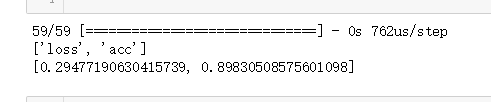 59/59 [==============================] - 0s 762us/step
['loss', 'acc']
[0.29477190630415739, 0.89830508575601098]